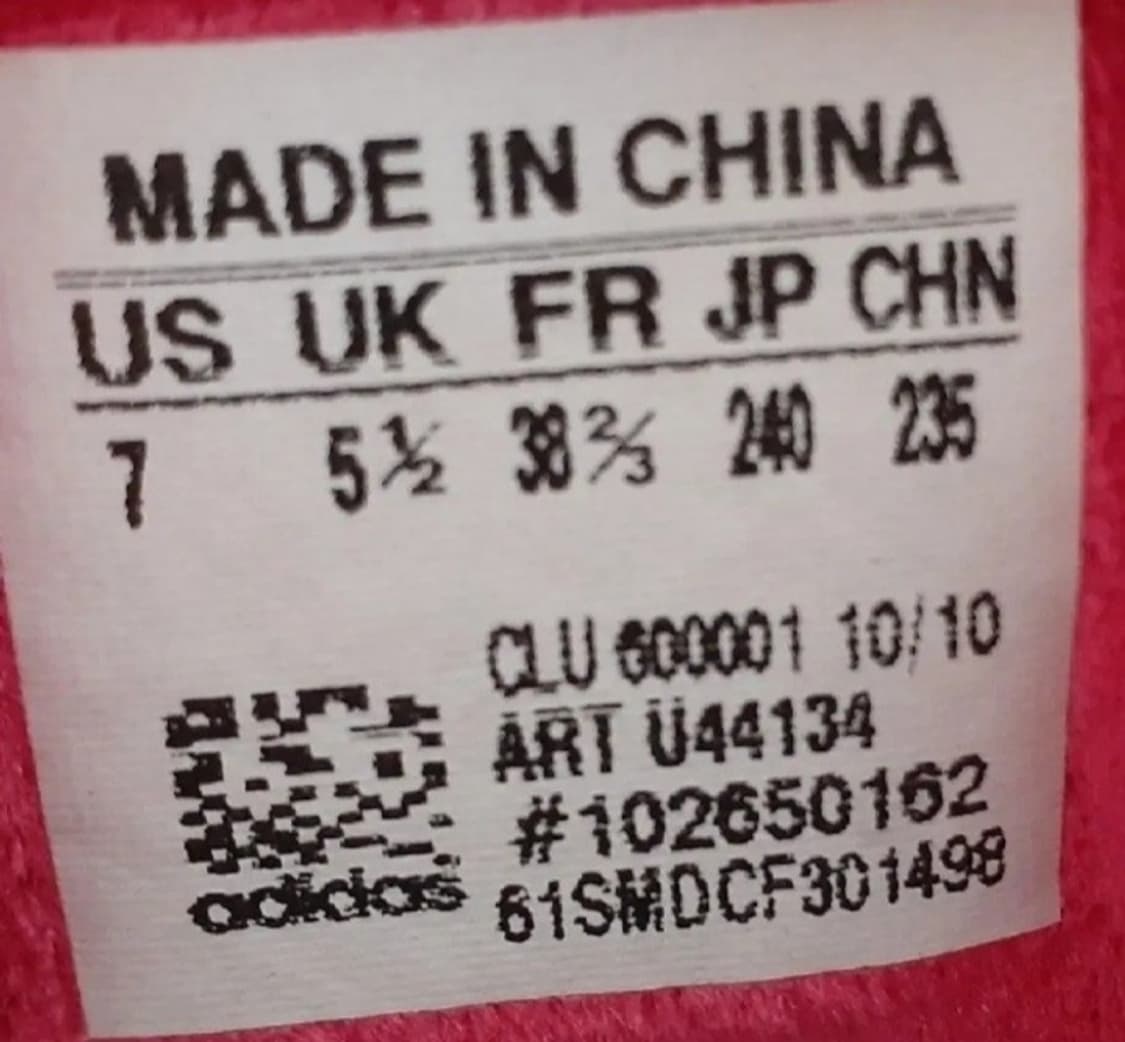 MADE IN CHINA
US UK FR JP CHN
7 5½ 38⅔ 240 235
CLU 600001 10/10
ART U44134
#102650162
adidas 61SMDCF301498